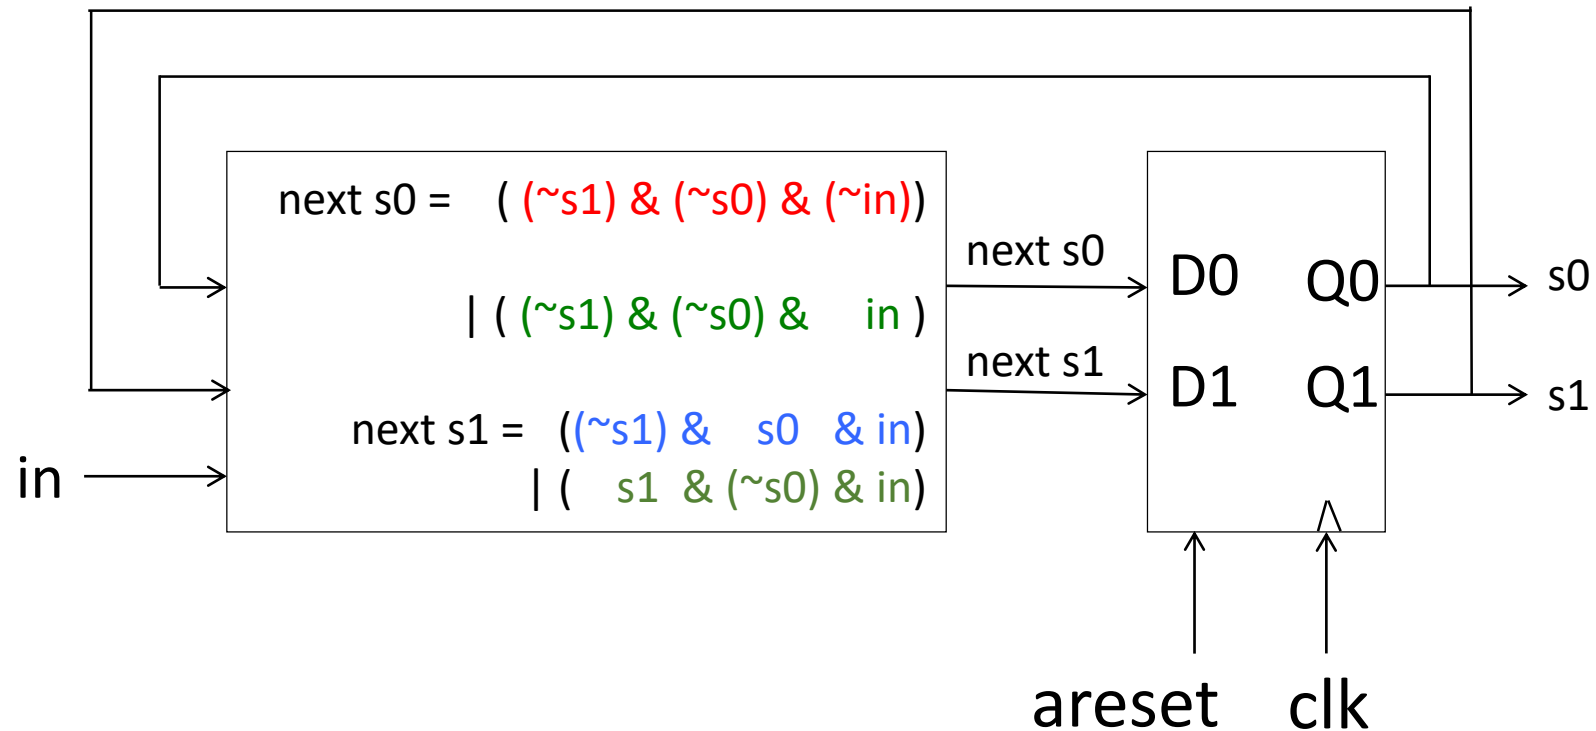 next s0 = ( (~s1) & (~s0) & (~in))
| ( (~s1) & (~s0) & in )
next s1 = ((~s1) & s0 & in)
| ( s1 & (~s0) & in)
in
next s0
next s1
D0 Q0
D1 Q1
s0
s1
areset clk